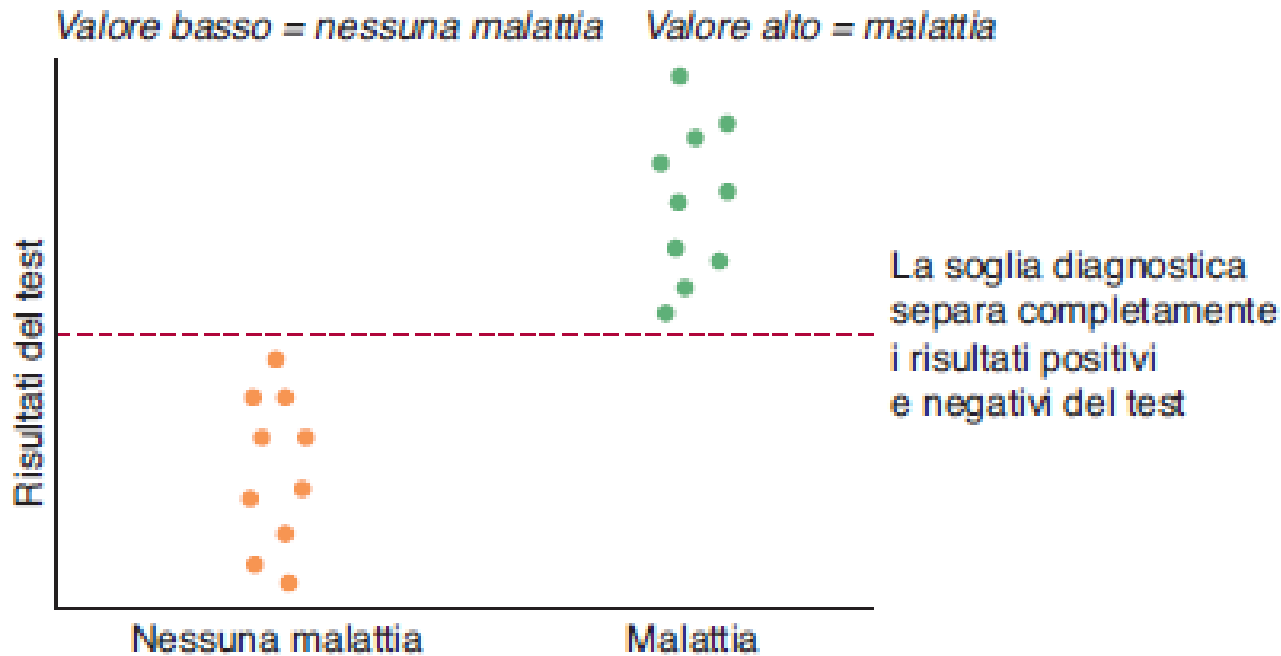 Valore basso = nessuna malattia
Valore alto = malattia
Risultati del test
La soglia diagnostica
separa completamente
i risultati positivi
e negativi del test
Nessuna malattia
Malattia